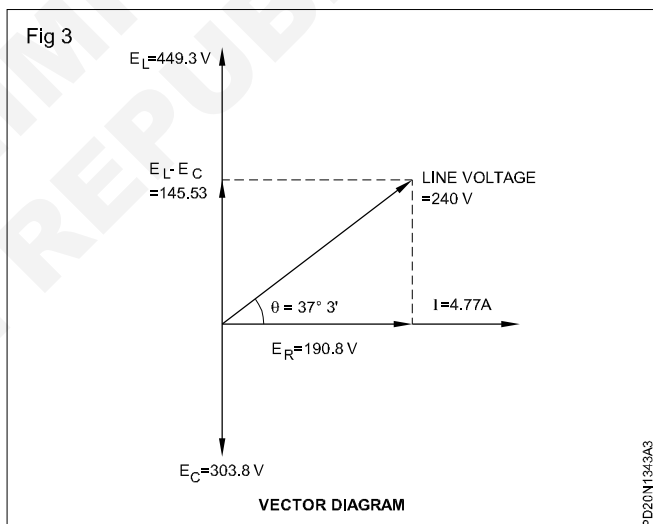 Fig 3
E_L=449.3 V
E_L-E_C
=145.53
LINE VOLTAGE
=240 V
θ = 37° 3'
I=4.77A
E_R=190.8 V
E_C=303.8 V
VECTOR DIAGRAM
PD20N1343A3